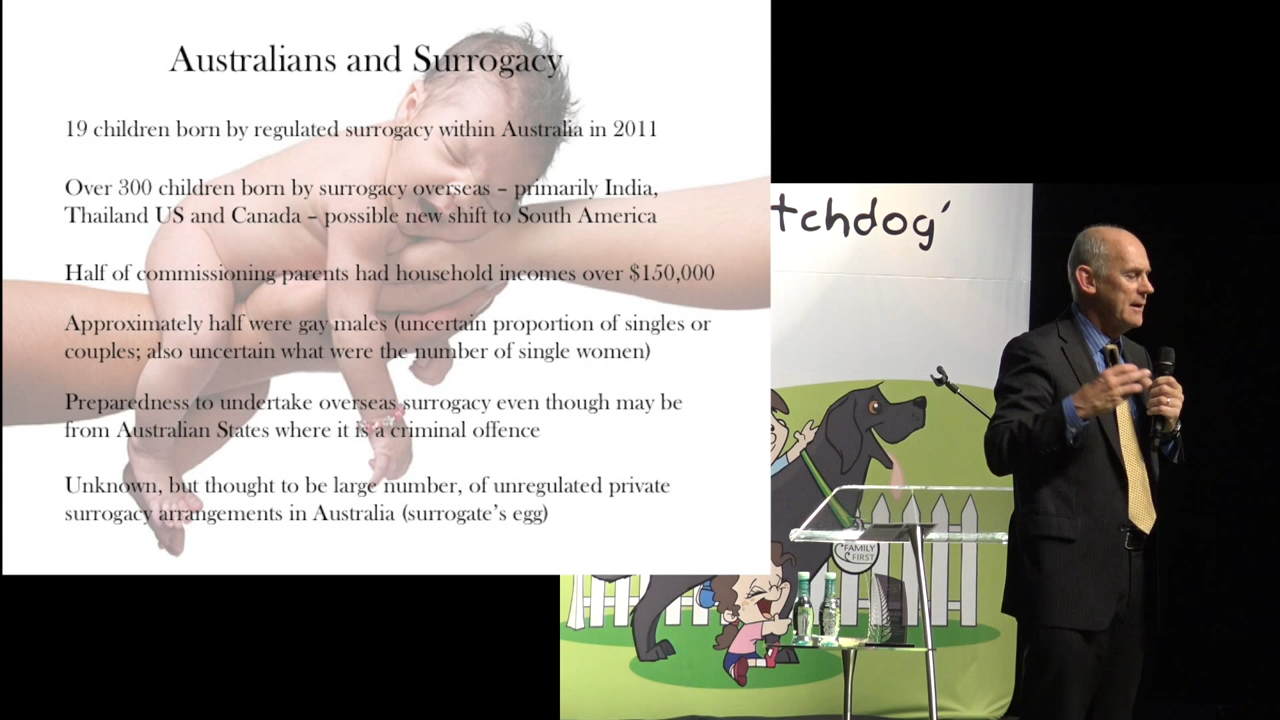 Australians and Surrogacy
19 children born by regulated surrogacy within Australia in 2011
Over 300 children born by surrogacy overseas – primarily India,
Thailand US and Canada – possible new shift to South America
Half of commissioning parents had household incomes over $150,000
Approximately half were gay males (uncertain proportion of singles or
couples; also uncertain what were the number of single women)
Preparedness to undertake overseas surrogacy even though may be
from Australian States where it is a criminal offence
Unknown, but thought to be large number, of unregulated private
surrogacy arrangements in Australia (surrogate's egg)
tchdog'
FAMILY
FIRST